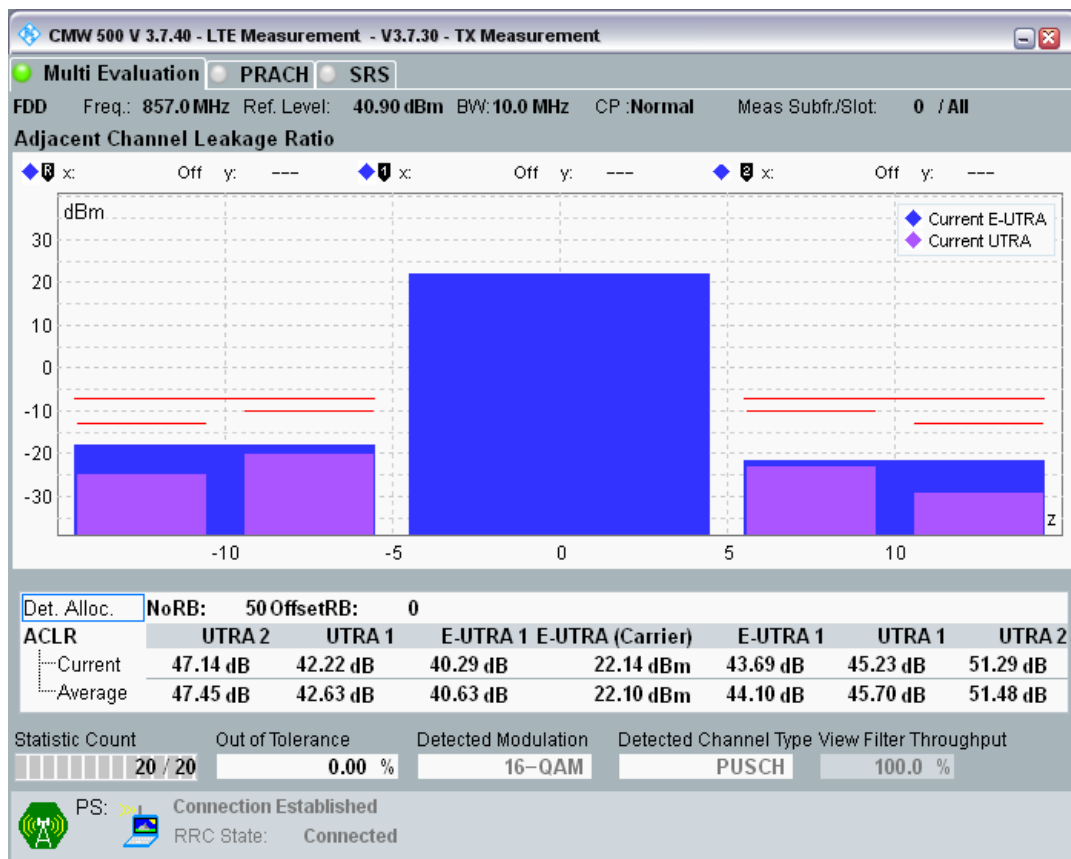 CMW 500 V 3.7.40 - LTE Measurement - V3.7.30 - TX Measurement
Multi Evaluation PRACH SRS
FDD Freq.: 857.0 MHz Ref. Level: 40.90 dBm BW: 10.0 MHz CP :Normal Meas Subfr./Slot: 0 / All
Adjacent Channel Leakage Ratio
R x: Off y: --- 1 x: Off y: --- 2 x: Off y: ---
dBm
Current E-UTRA
Current UTRA
30
20
10
0
-10
-20
-30
z
-10 -5 0 5 10
Det. Alloc. NoRB: 50 OffsetRB: 0
ACLR UTRA 2 UTRA 1 E-UTRA 1 E-UTRA (Carrier) E-UTRA 1 UTRA 1 UTRA 2
Current 47.14 dB 42.22 dB 40.29 dB 22.14 dBm 43.69 dB 45.23 dB 51.29 dB
Average 47.45 dB 42.63 dB 40.63 dB 22.10 dBm 44.10 dB 45.70 dB 51.48 dB
Statistic Count Out of Tolerance Detected Modulation Detected Channel Type View Filter Throughput
20 / 20 0.00 % 16-QAM PUSCH 100.0 %
PS: Connection Established
RRC State: Connected